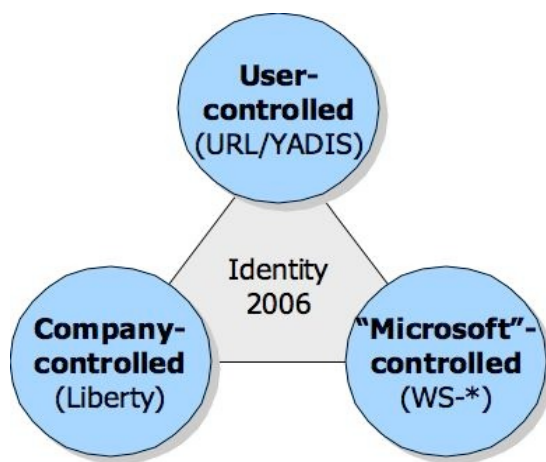 User-
controlled
(URL/YADIS)
Identity
2006
Company-
controlled
(Liberty)
"Microsoft"-
controlled
(WS-*)